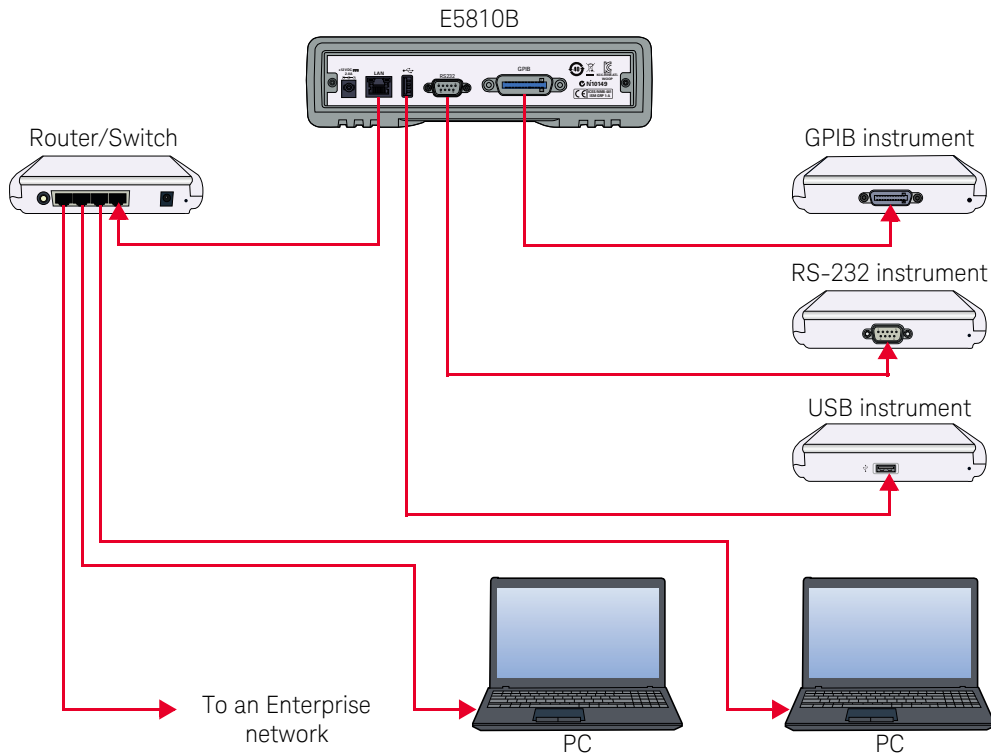 E5810B
LAN
RS232
GPIB
N10149
Router/Switch
GPIB instrument
RS-232 instrument
USB instrument
To an Enterprise
network
PC
PC